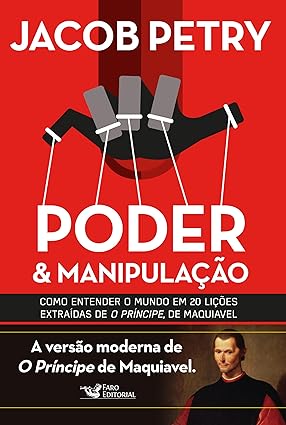 JACOB PETRY
PODER
& MANIPULAÇÃO
COMO ENTENDER O MUNDO EM 20 LIÇÕES
EXTRAÍDAS DE O PRÍNCIPE, DE MAQUIAVEL
A versão moderna de
O Príncipe de Maquiavel.
FARO
EDITORIAL